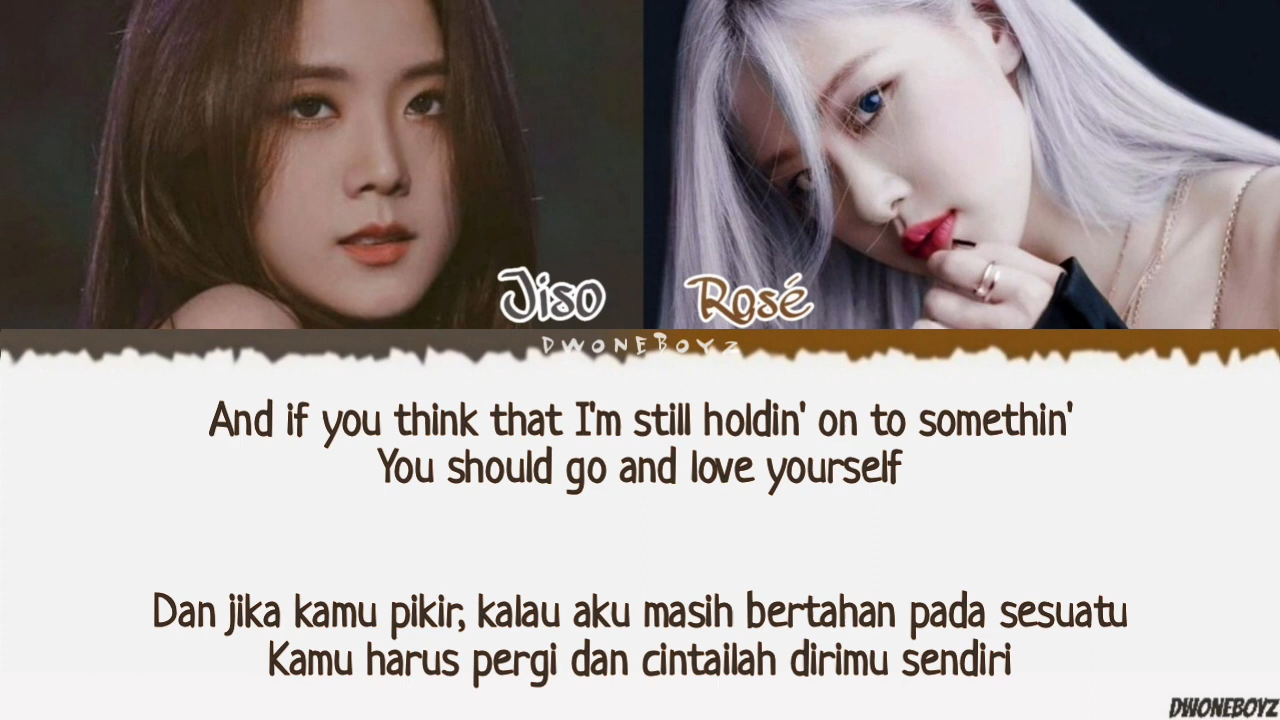 Jiso Rosé
DWONEBOYZ
And if you think that I'm still holdin' on to somethin'
You should go and love yourself
Dan jika kamu pikir, kalau aku masih bertahan pada sesuatu
Kamu harus pergi dan cintailah dirimu sendiri
DWONEBOYZ